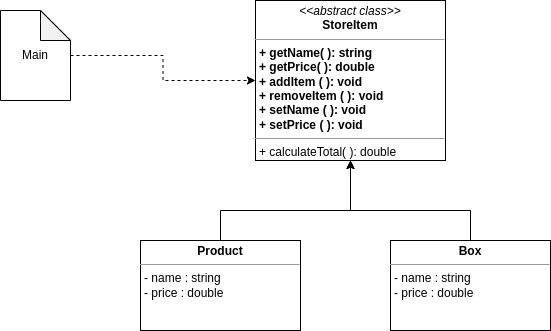 Main
<<abstract class>>
StoreItem
+ getName( ): string
+ getPrice( ): double
+ addItem ( ): void
+ removeItem ( ): void
+ setName ( ): void
+ setPrice ( ): void
+ calculateTotal( ): double
Product
- name : string
- price : double
Box
- name : string
- price : double